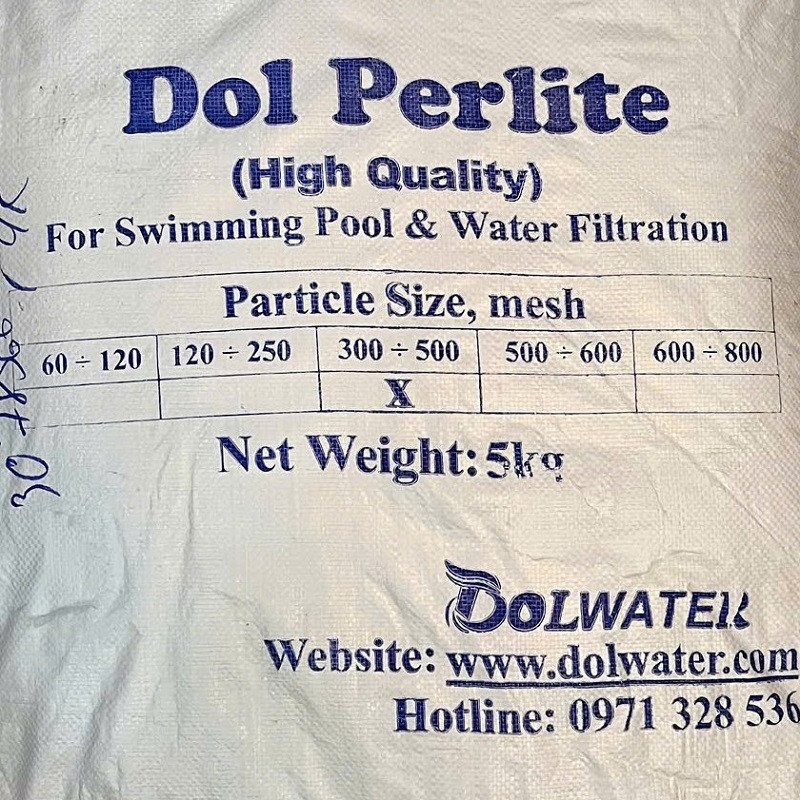 Dol Perlite
(High Quality)
For Swimming Pool & Water Filtration
Particle Size, mesh
60 ÷ 120 120 ÷ 250 300 ÷ 500 500 ÷ 600 600 ÷ 800
X
Net Weight: 5kg
DOLWATER
Website: www.dolwater.com
Hotline: 0971 328 536